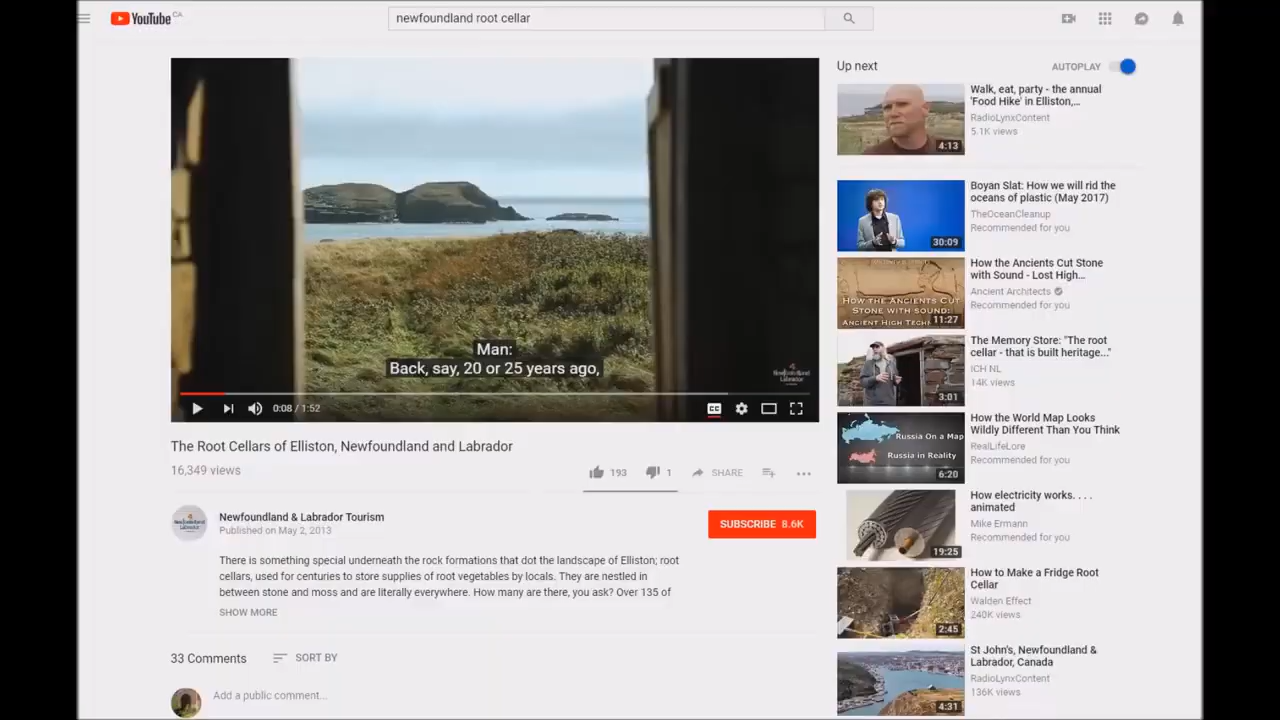 YouTube CA
newfoundland root cellar
Man:
Back, say, 20 or 25 years ago,
Newfoundland
Labrador
0:08 / 1:52
The Root Cellars of Elliston, Newfoundland and Labrador
16,349 views
193
1
SHARE
Newfoundland & Labrador Tourism
Published on May 2, 2013
SUBSCRIBE 8.6K
There is something special underneath the rock formations that dot the landscape of Elliston; root
cellars, used for centuries to store supplies of root vegetables by locals. They are nestled in
between stone and moss and are literally everywhere. How many are there, you ask? Over 135 of
SHOW MORE
33 Comments
SORT BY
Add a public comment...
Up next
AUTOPLAY
4:13
Walk, eat, party - the annual
'Food Hike' in Elliston,...
RadioLynxContent
5.1K views
30:09
Boyan Slat: How we will rid the
oceans of plastic (May 2017)
TheOceanCleanup
Recommended for you
How the Ancients Cut
Stone with sound:
Ancient High Tech
11:27
How the Ancients Cut Stone
with Sound - Lost High...
Ancient Architects
Recommended for you
3:01
The Memory Store: "The root
cellar - that is built heritage..."
ICH NL
14K views
Russia On a Map
Russia in Reality
6:20
How the World Map Looks
Wildly Different Than You Think
RealLifeLore
Recommended for you
19:25
How electricity works. . . .
animated
Mike Ermann
Recommended for you
2:45
How to Make a Fridge Root
Cellar
Walden Effect
240K views
4:31
St John's, Newfoundland &
Labrador, Canada
RadioLynxContent
136K views